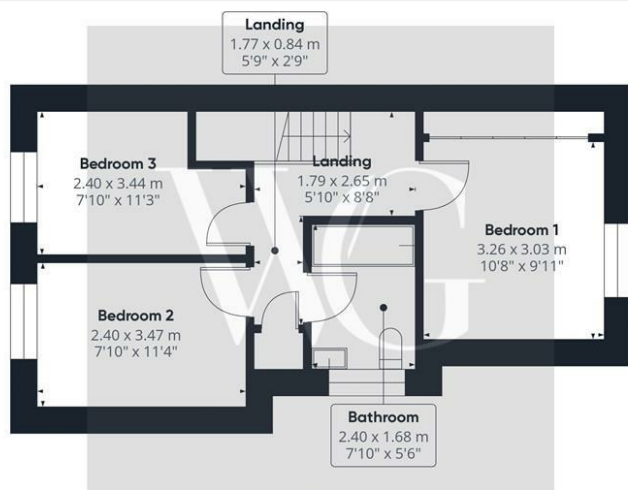 Landing
1.77 x 0.84 m
5'9" x 2'9"
Bedroom 3
2.40 x 3.44 m
7'10" x 11'3"
Landing
1.79 x 2.65 m
5'10" x 8'8"
Bedroom 1
3.26 x 3.03 m
10'8" x 9'11"
Bedroom 2
2.40 x 3.47 m
7'10" x 11'4"
Bathroom
2.40 x 1.68 m
7'10" x 5'6"
WG